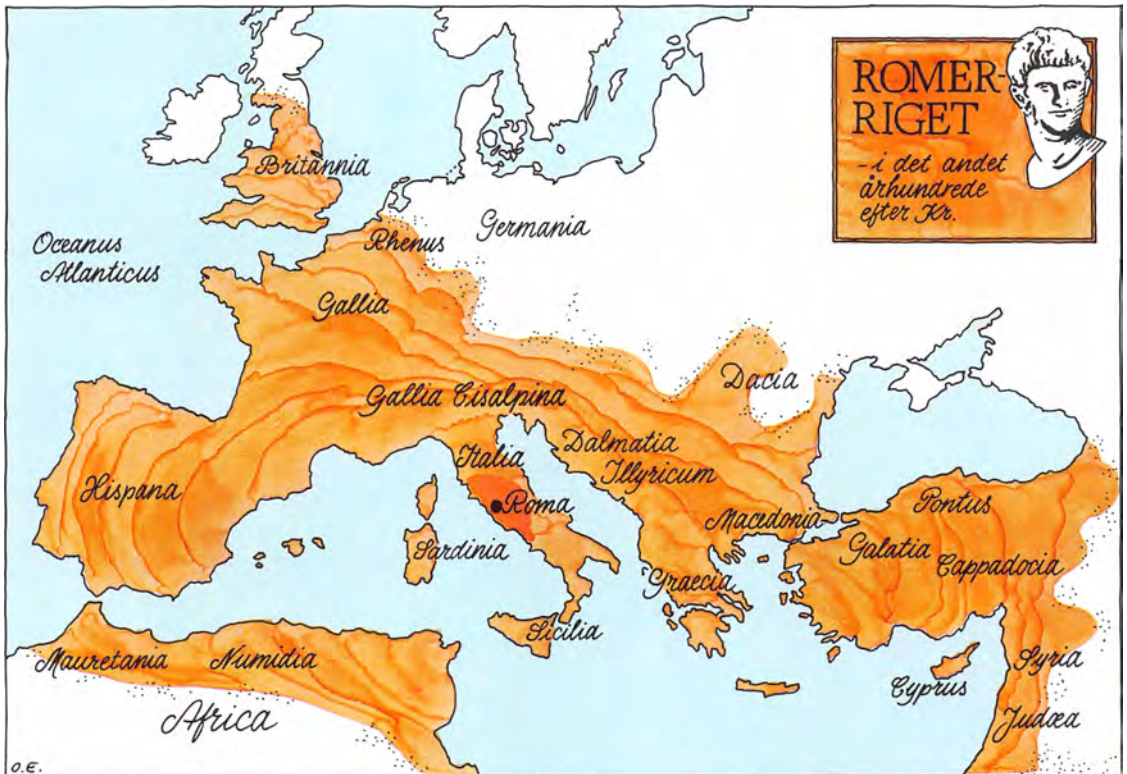 ROMER-
RIGET
- i det andet
århundrede
efter Kr.
Britannia
Oceanus
Atlanticus
Rhenus
Germania
Gallia
Dacia
Gallia Cisalpina
Dalmatia
Illyricum
Italia
Hispana
Roma
Pontus
Macedonia
Sardinia
Galatia
Cappadocia
Graecia
Sicilia
Mauretania
Numidia
Syria
Cyprus
Africa
Judæa
O.E.